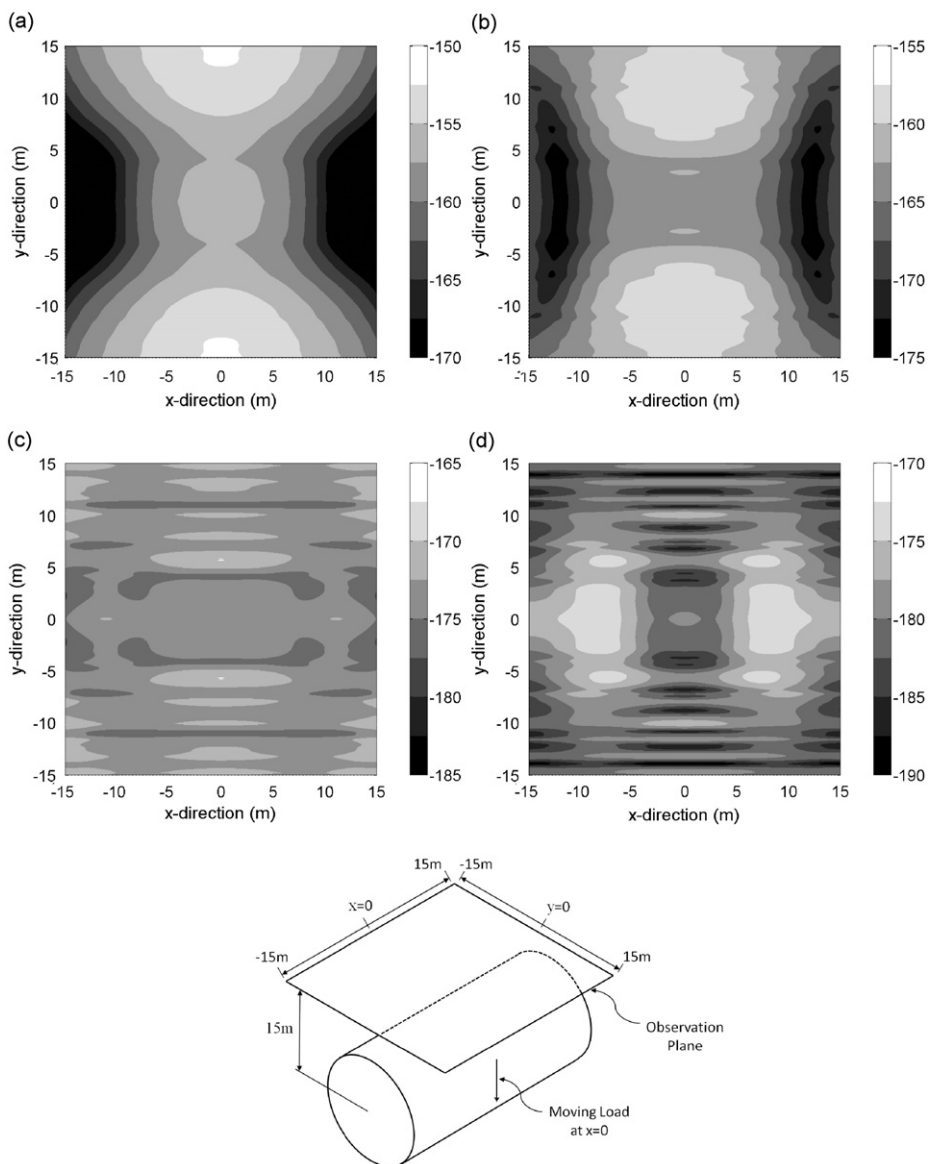 (a)
15
10
5
0
-5
-10
-15
-15 -10 -5 0 5 10 15
y-direction (m)
x-direction (m)
-150
-155
-160
-165
-170
(b)
15
10
5
0
-5
-10
-15
-15 -10 -5 0 5 10 15
y-direction (m)
x-direction (m)
-155
-160
-165
-170
-175
(c)
15
10
5
0
-5
-10
-15
-15 -10 -5 0 5 10 15
y-direction (m)
x-direction (m)
-165
-170
-175
-180
-185
(d)
15
10
5
0
-5
-10
-15
-15 -10 -5 0 5 10 15
y-direction (m)
x-direction (m)
-170
-175
-180
-185
-190
15m -15m
x=0 y=0
-15m 15m
15m
Observation
Plane
Moving Load
at x=0